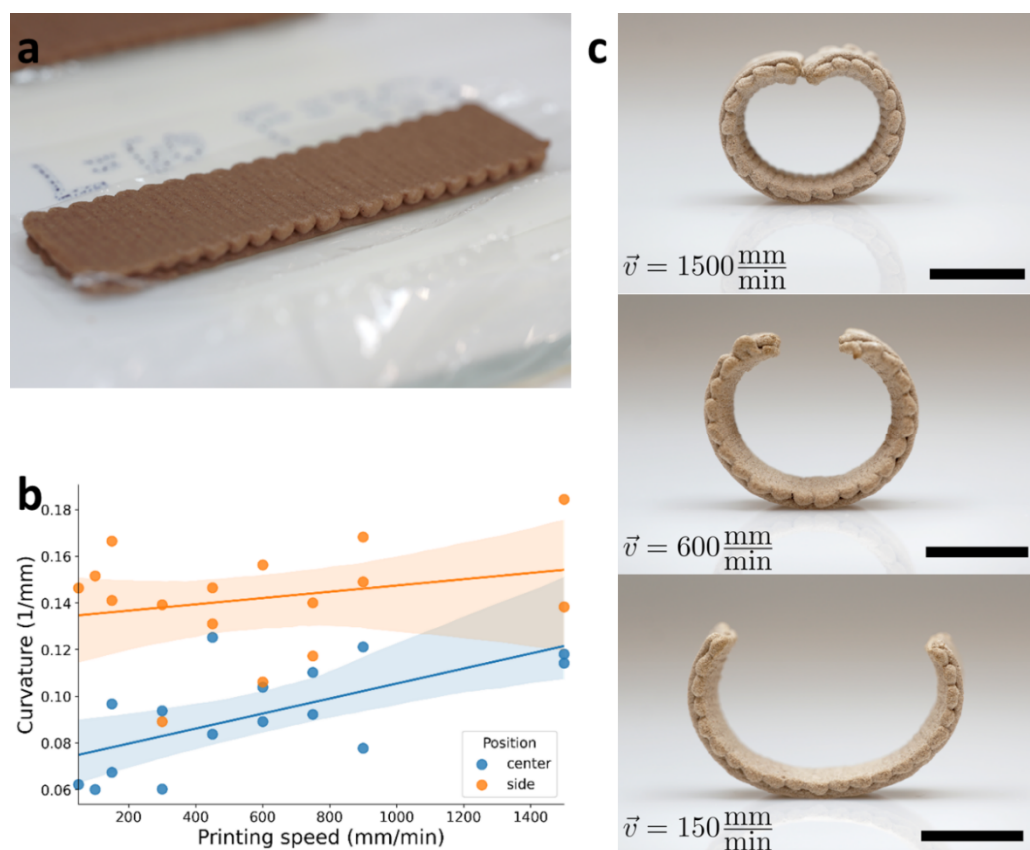 a
b
Curvature (1/mm)
0.18
0.16
0.14
0.12
0.10
0.08
0.06
200 400 600 800 1000 1200 1400
Printing speed (mm/min)
Position
center
side
c
v⃗ = 1500 mm/min
v⃗ = 600 mm/min
v⃗ = 150 mm/min